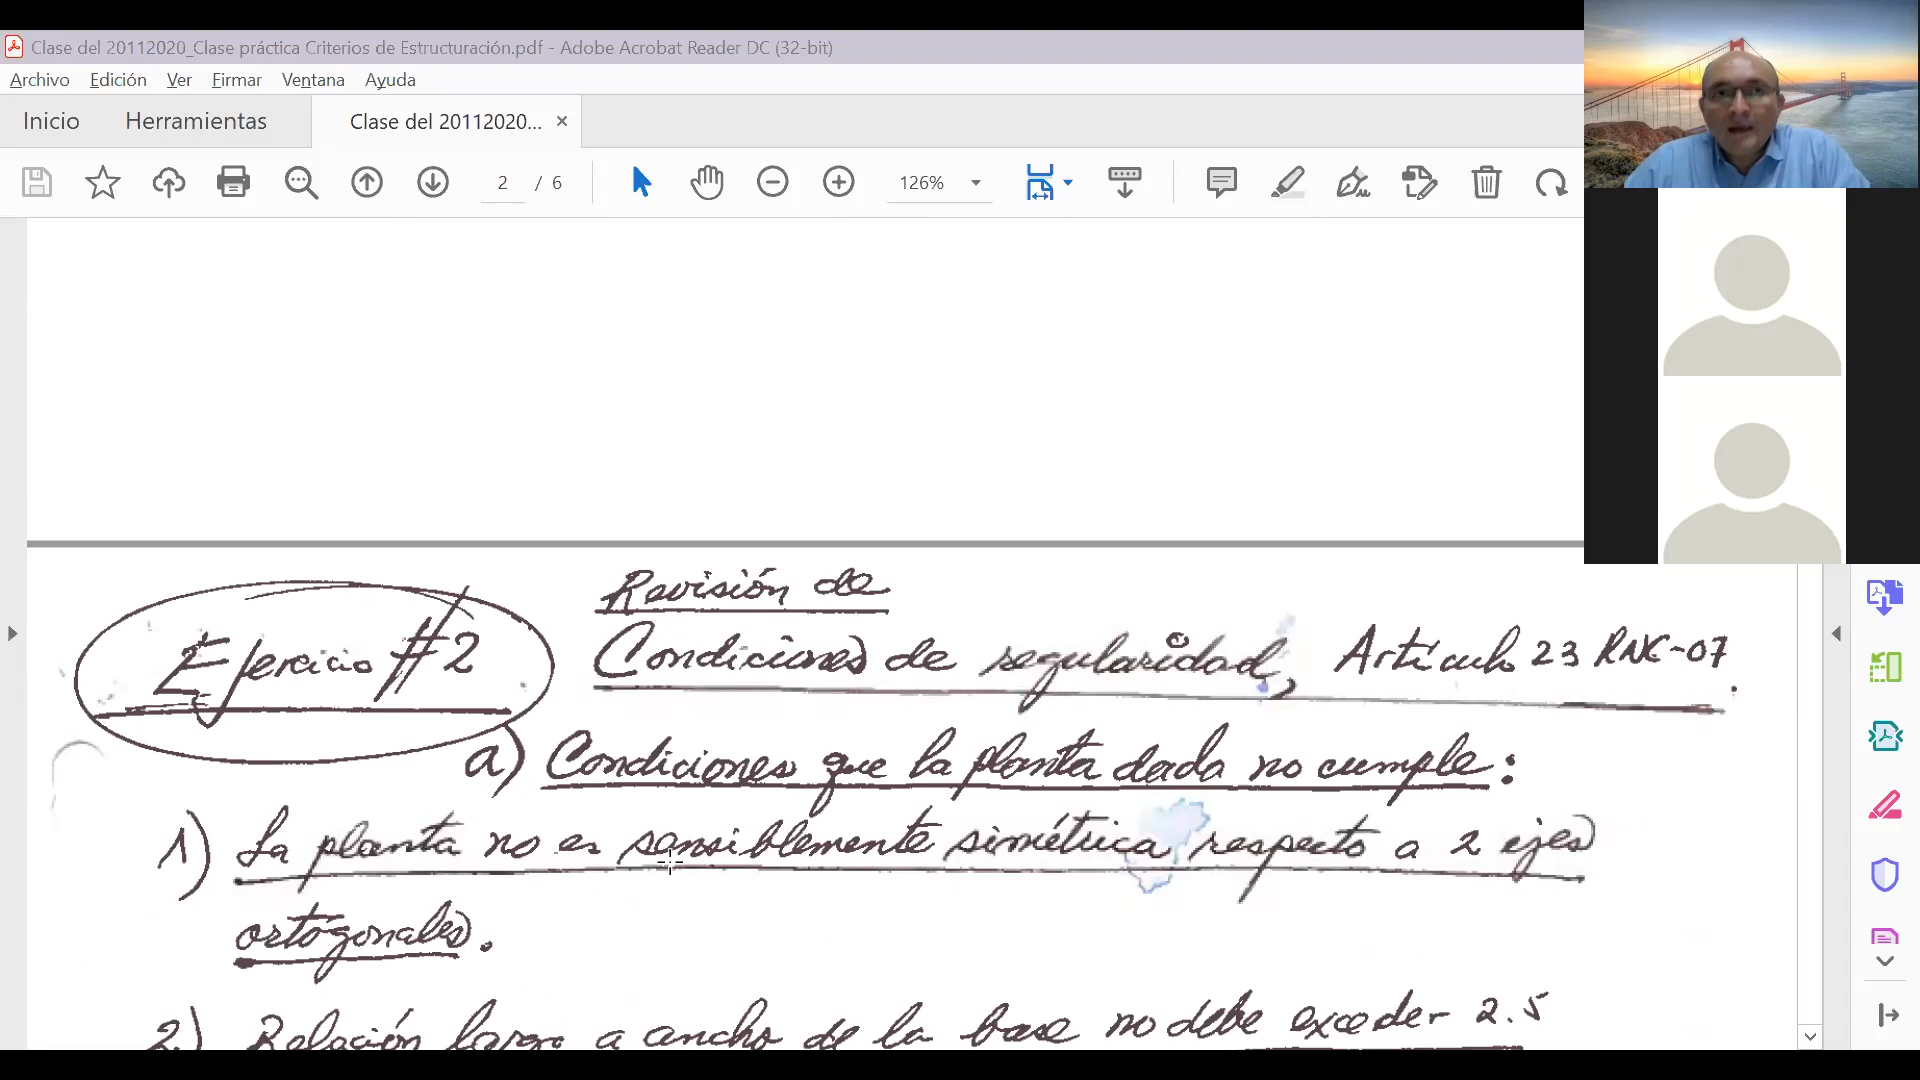 Clase del 20112020_Clase práctica Criterios de Estructuración.pdf - Adobe Acrobat Reader DC (32-bit)
Archivo Edición Ver Firmar Ventana Ayuda
Inicio Herramientas Clase del 20112020... ×
2 / 6 126%
Revisión de
Ejercicio #2 Condiciones de regularidad, Artículo 23 RNC-07.
a) Condiciones que la planta dada no cumple:
1) La planta no es sensiblemente simétrica respecto a 2 ejes
ortogonales.
2) Relación largo a ancho de la base no debe exceder 2.5